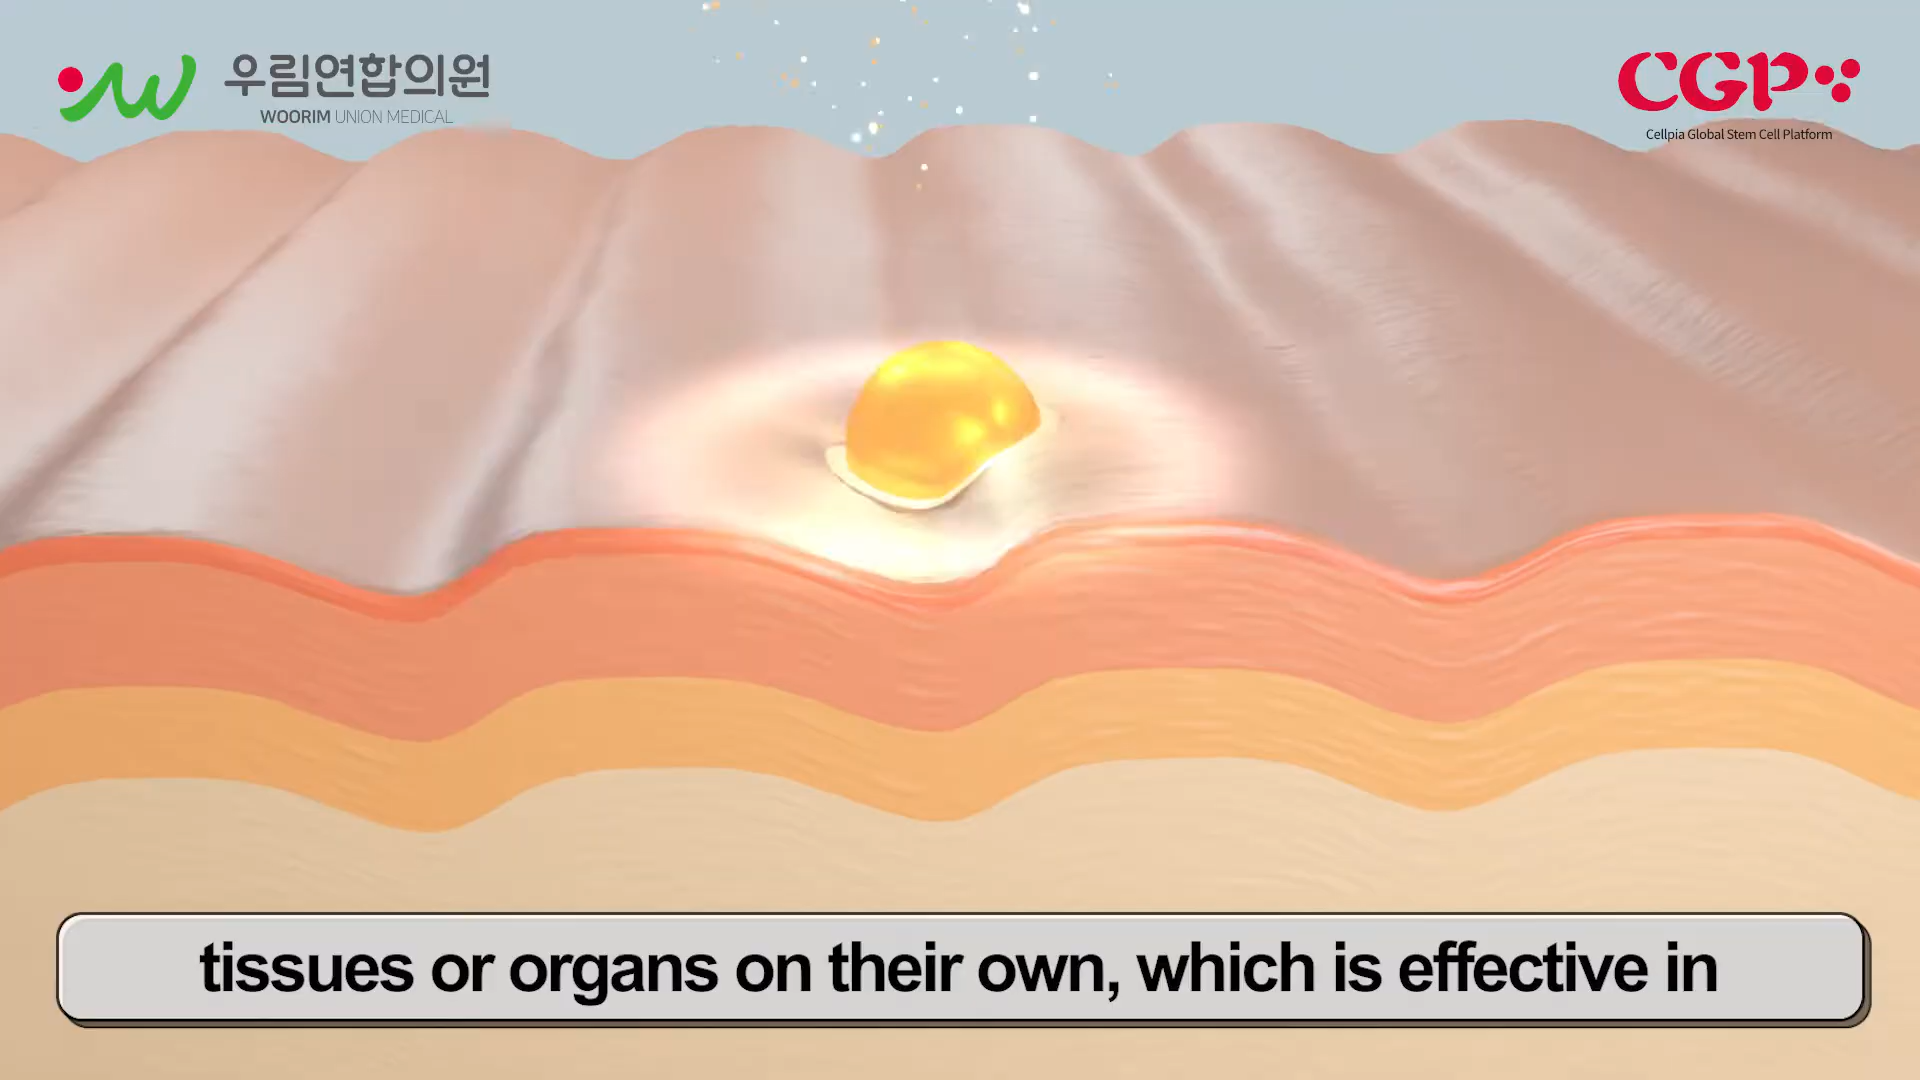 우림연합의원
WOORIM UNION MEDICAL
CGP
Cellpia Global Stem Cell Platform
tissues or organs on their own, which is effective in